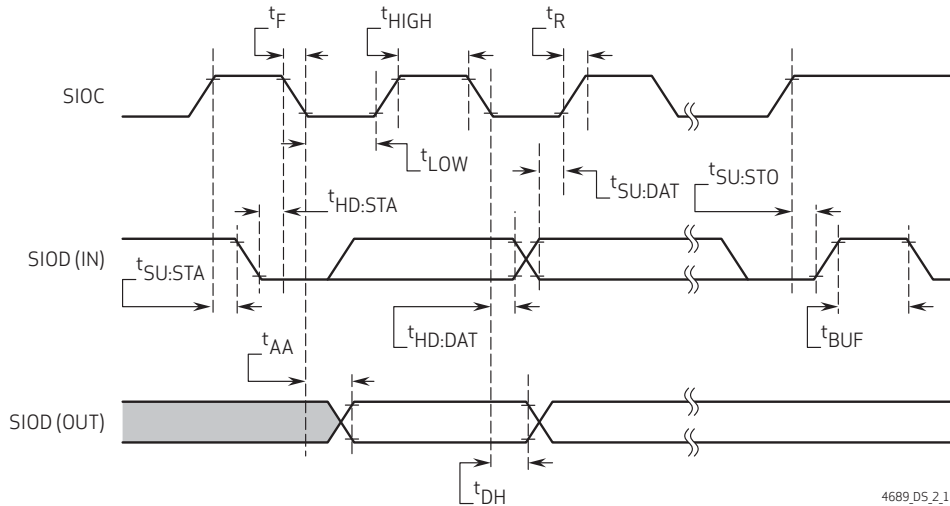 tF
tHIGH
tR
SIOC
tLOW
tSU:DAT
tSU:STO
tHD:STA
SIOD (IN)
tSU:STA
tHD:DAT
tBUF
tAA
SIOD (OUT)
tDH
4689_DS_2_1